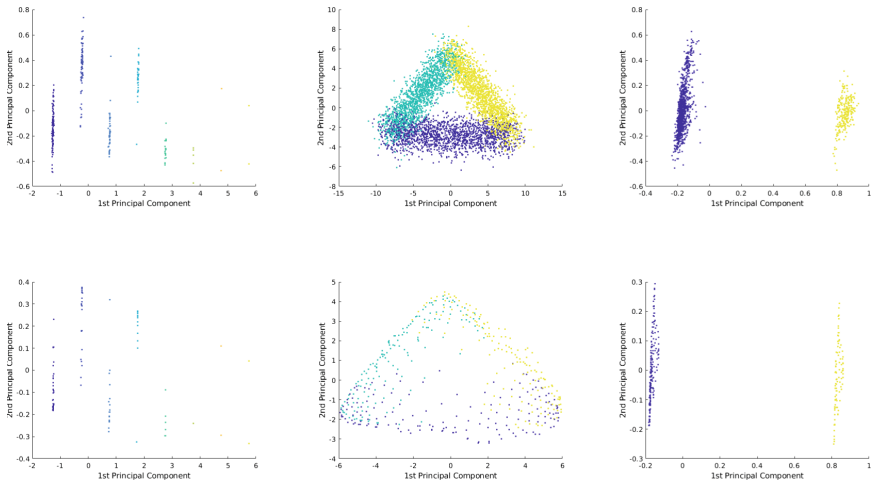 0.8
0.6
0.4
0.2
0
-0.2
-0.4
-0.6
2nd Principal Component
-2 -1 0 1 2 3 4 5 6
1st Principal Component
10
8
6
4
2
0
-2
-4
-6
-8
2nd Principal Component
-15 -10 -5 0 5 10 15
1st Principal Component
0.8
0.6
0.4
0.2
0
-0.2
-0.4
-0.6
2nd Principal Component
-0.4 -0.2 0 0.2 0.4 0.6 0.8 1
1st Principal Component
0.4
0.3
0.2
0.1
0
-0.1
-0.2
-0.3
-0.4
2nd Principal Component
-2 -1 0 1 2 3 4 5 6
1st Principal Component
5
4
3
2
1
0
-1
-2
-3
-4
2nd Principal Component
-6 -4 -2 0 2 4 6
1st Principal Component
0.3
0.2
0.1
0
-0.1
-0.2
-0.3
2nd Principal Component
-0.2 0 0.2 0.4 0.6 0.8 1
1st Principal Component